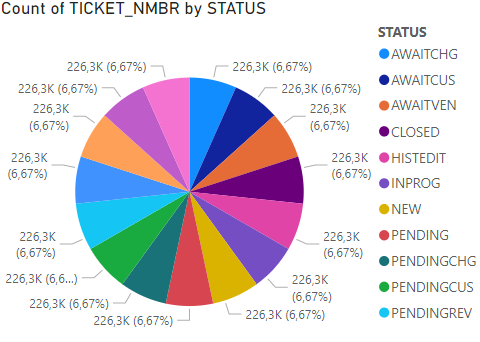 Count of TICKET_NMBR by STATUS
STATUS
AWAITCHG
AWAITCUS
AWAITVEN
CLOSED
HISTEDIT
INPROG
NEW
PENDING
PENDINGCHG
PENDINGCUS
PENDINGREV
226,3K (6,67%)
226,3K (6,67%)
226,3K
(6,67%)
226,3K
(6,67%)
226,3K
(6,67%)
226,3K
(6,67%)
226,3K (6,67%)
226,3K (6,67%)
226,3K (6,67%)
226,3K (6,6...)
226,3K
(6,67%)
226,3K
(6,67%)
226,3K
(6,67%)
226,3K (6,67%)
226,3K (6,67%)